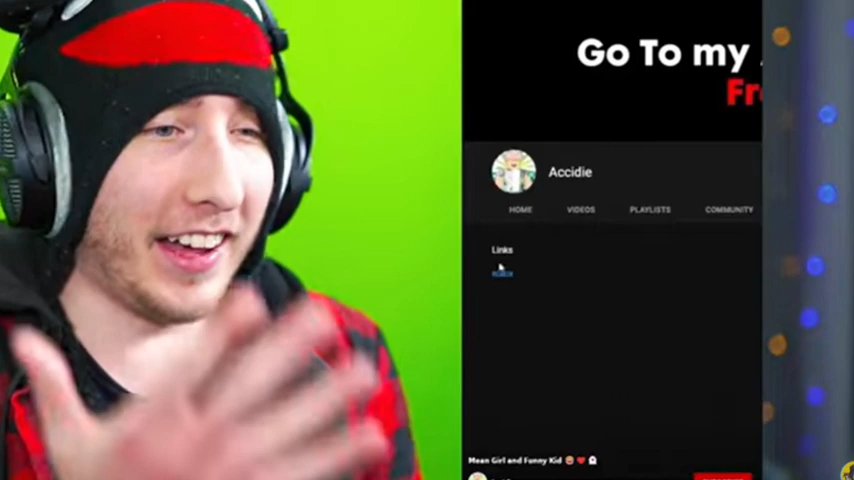 Go To my
Fr
Accidie
HOME VIDEOS PLAYLISTS COMMUNITY
Links
Mean Girl and Funny Kid